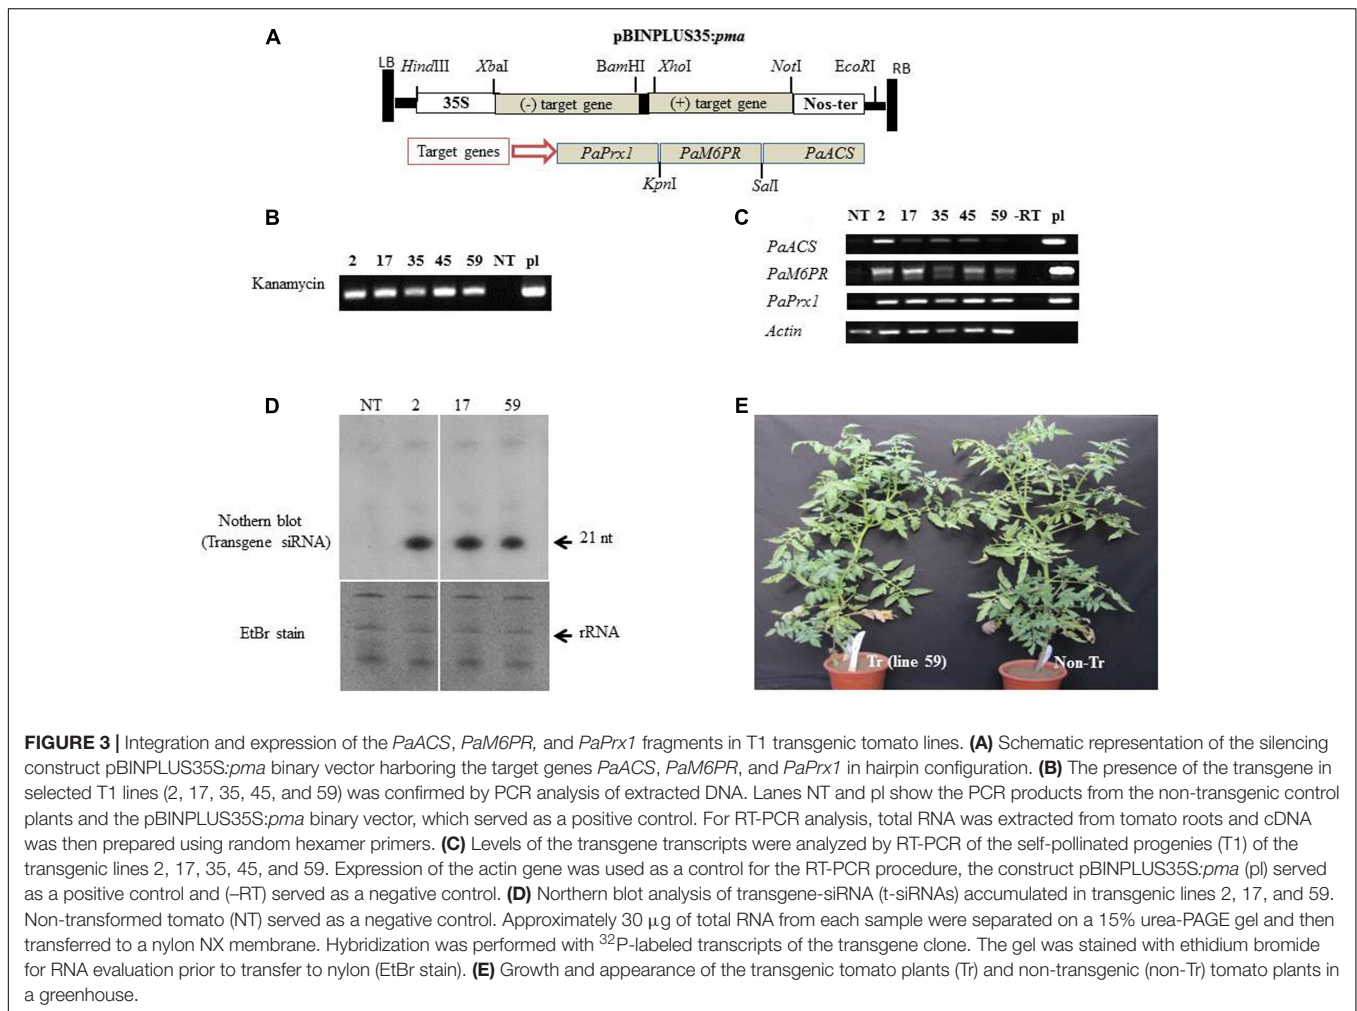 A
pBINPLUS35:pma
LB HindIII XbaI BamHI XhoI NotI EcoRI RB
35S (-) target gene (+) target gene Nos-ter
Target genes PaPrx1 PaM6PR PaACS
KpnI SalI
B
2 17 35 45 59 NT pl
Kanamycin
C
NT 2 17 35 45 59 -RT pl
PaACS
PaM6PR
PaPrx1
Actin
D
NT 2 17 59
Nothern blot
(Transgene siRNA)
21 nt
EtBr stain
rRNA
E
Tr (line 59) Non-Tr
FIGURE 3 | Integration and expression of the PaACS, PaM6PR, and PaPrx1 fragments in T1 transgenic tomato lines. (A) Schematic representation of the silencing
construct pBINPLUS35S:pma binary vector harboring the target genes PaACS, PaM6PR, and PaPrx1 in hairpin configuration. (B) The presence of the transgene in
selected T1 lines (2, 17, 35, 45, and 59) was confirmed by PCR analysis of extracted DNA. Lanes NT and pl show the PCR products from the non-transgenic control
plants and the pBINPLUS35S:pma binary vector, which served as a positive control. For RT-PCR analysis, total RNA was extracted from tomato roots and cDNA
was then prepared using random hexamer primers. (C) Levels of the transgene transcripts were analyzed by RT-PCR of the self-pollinated progenies (T1) of the
transgenic lines 2, 17, 35, 45, and 59. Expression of the actin gene was used as a control for the RT-PCR procedure, the construct pBINPLUS35S:pma (pl) served
as a positive control and (–RT) served as a negative control. (D) Northern blot analysis of transgene-siRNA (t-siRNAs) accumulated in transgenic lines 2, 17, and 59.
Non-transformed tomato (NT) served as a negative control. Approximately 30 μg of total RNA from each sample were separated on a 15% urea-PAGE gel and then
transferred to a nylon NX membrane. Hybridization was performed with ³²P-labeled transcripts of the transgene clone. The gel was stained with ethidium bromide
for RNA evaluation prior to transfer to nylon (EtBr stain). (E) Growth and appearance of the transgenic tomato plants (Tr) and non-transgenic (non-Tr) tomato plants in
a greenhouse.